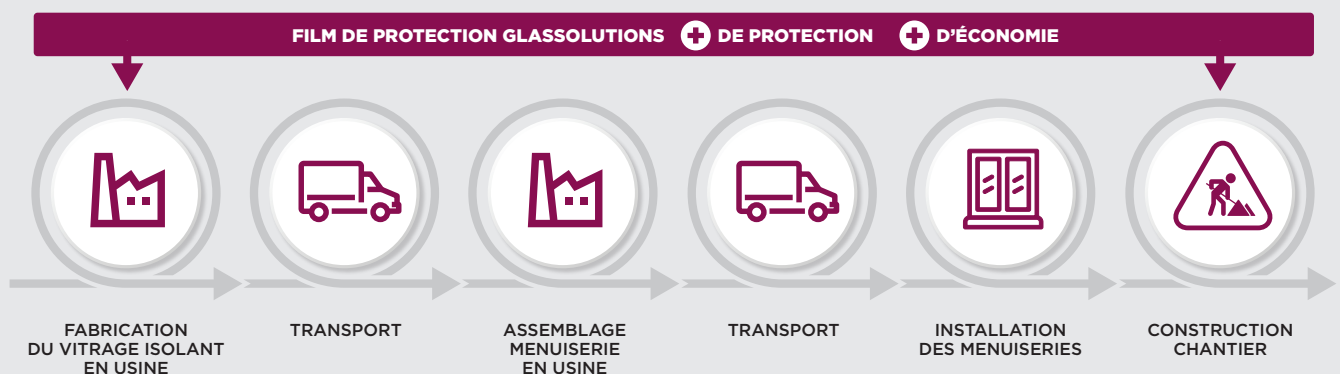 FILM DE PROTECTION GLASSOLUTIONS + DE PROTECTION + D'ÉCONOMIE
FABRICATION
DU VITRAGE ISOLANT
EN USINE
TRANSPORT
ASSEMBLAGE
MENUISERIE
EN USINE
TRANSPORT
INSTALLATION
DES MENUISERIES
CONSTRUCTION
CHANTIER